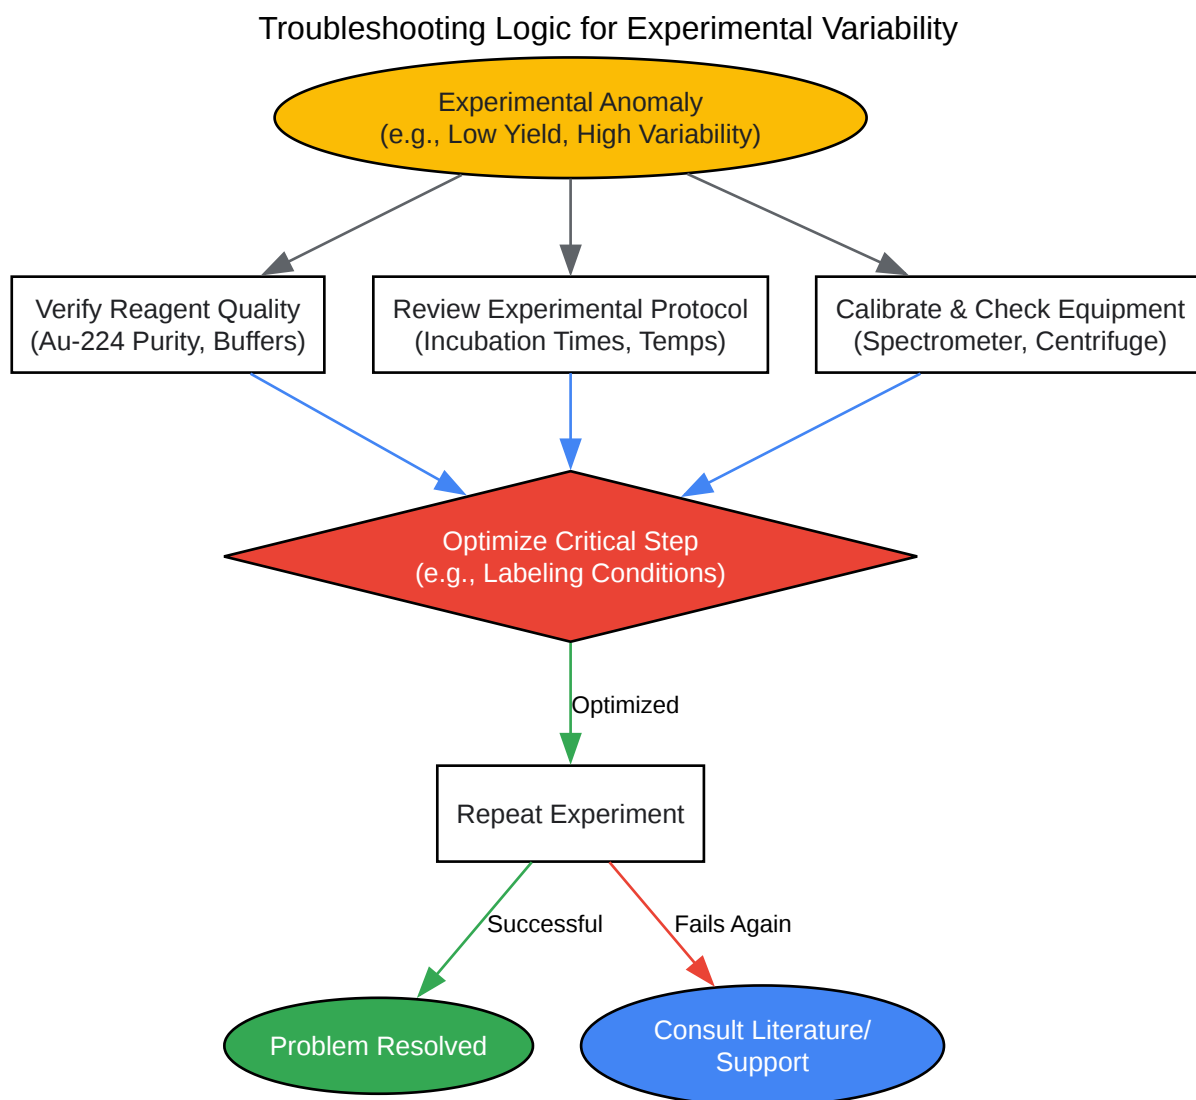 Troubleshooting Logic for Experimental Variability
Experimental Anomaly
(e.g., Low Yield, High Variability)
Verify Reagent Quality
(Au-224 Purity, Buffers)
Review Experimental Protocol
(Incubation Times, Temps)
Calibrate & Check Equipment
(Spectrometer, Centrifuge)
Optimize Critical Step
(e.g., Labeling Conditions)
Optimized
Repeat Experiment
Successful
Fails Again
Problem Resolved
Consult Literature/
Support